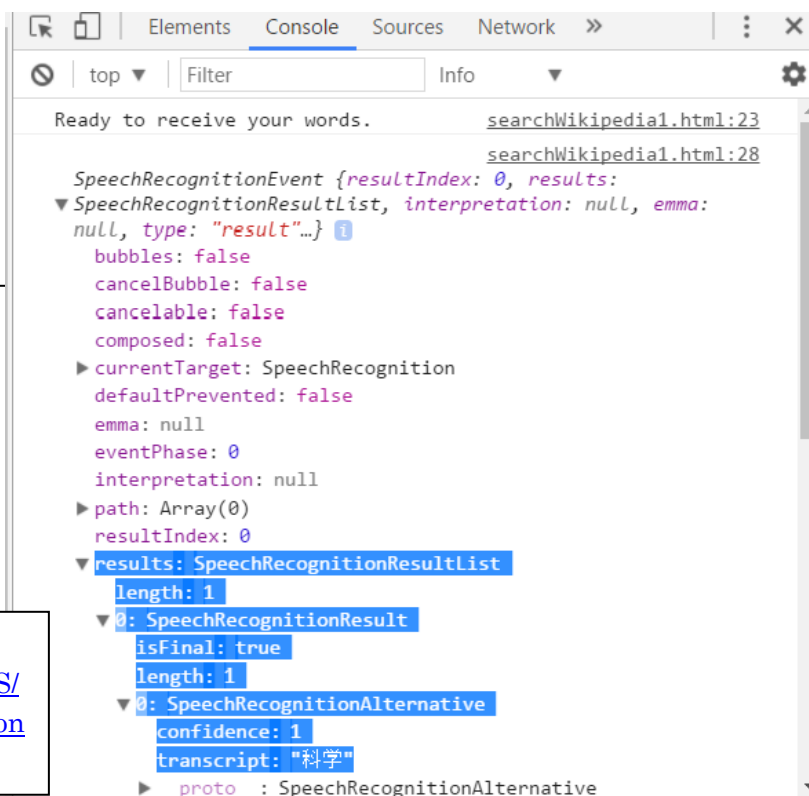 Elements Console Sources Network »
top ▼ Filter Info ▼
Ready to receive your words. searchWikipedia1.html:23
searchWikipedia1.html:28
SpeechRecognitionEvent {resultIndex: 0, results:
▼ SpeechRecognitionResultList, interpretation: null, emma:
null, type: "result"…} i
bubbles: false
cancelBubble: false
cancelable: false
composed: false
▶ currentTarget: SpeechRecognition
defaultPrevented: false
emma: null
eventPhase: 0
interpretation: null
▶ path: Array(0)
resultIndex: 0
▼ results: SpeechRecognitionResultList
length: 1
▼ 0: SpeechRecognitionResult
isFinal: true
length: 1
▼ 0: SpeechRecognitionAlternative
confidence: 1
transcript: "科学"
▶ proto : SpeechRecognitionAlternative
S/
on